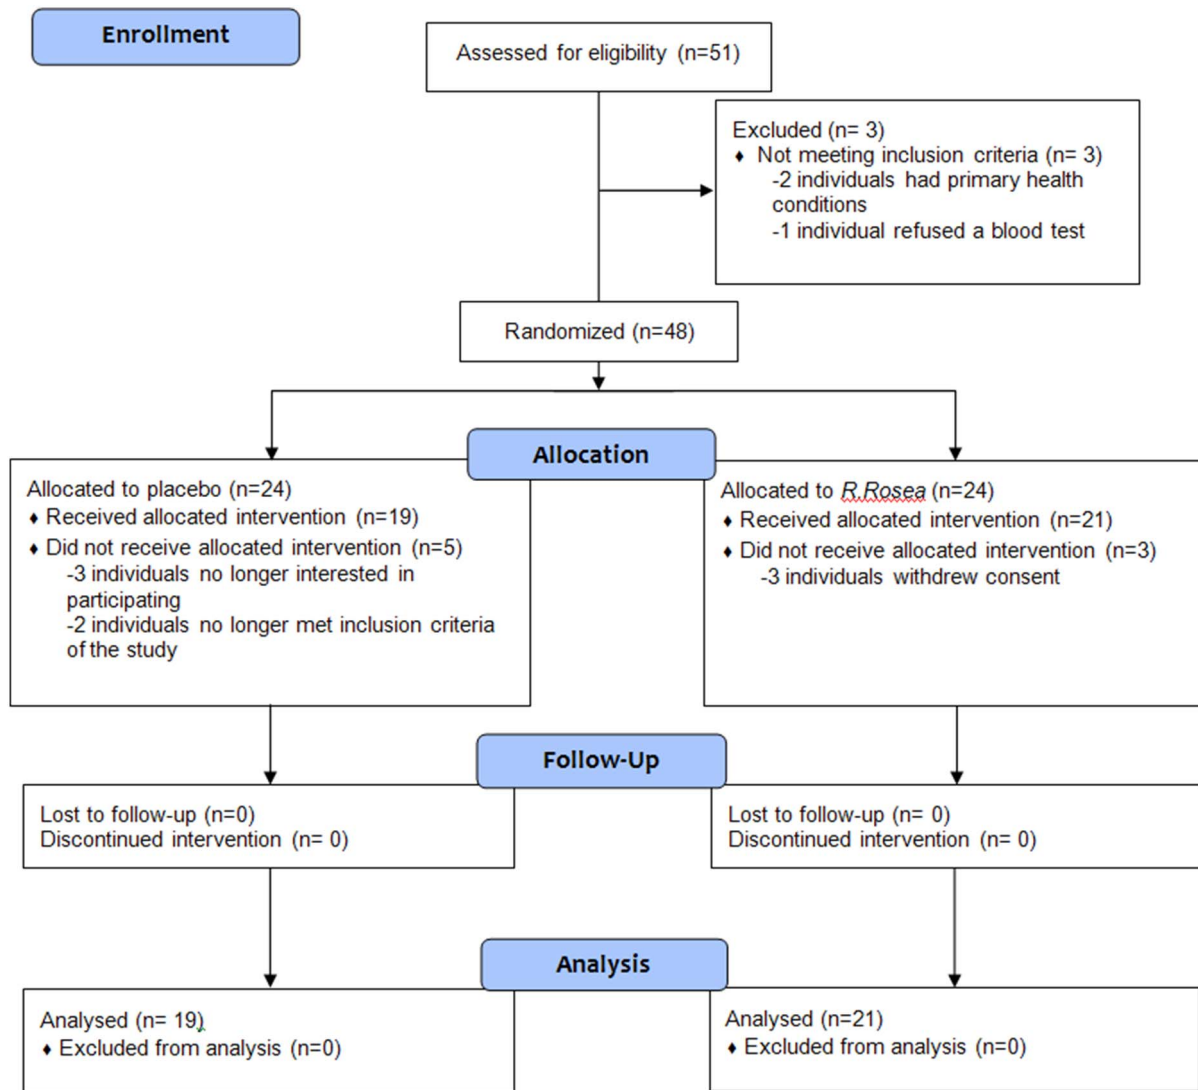 Enrollment
Assessed for eligibility (n=51)
Excluded (n= 3)
♦ Not meeting inclusion criteria (n= 3)
-2 individuals had primary health
conditions
-1 individual refused a blood test
Randomized (n=48)
Allocation
Allocated to placebo (n=24)
♦ Received allocated intervention (n=19)
♦ Did not receive allocated intervention (n=5)
-3 individuals no longer interested in
participating
-2 individuals no longer met inclusion criteria
of the study
Allocated to R.Rosea (n=24)
♦ Received allocated intervention (n=21)
♦ Did not receive allocated intervention (n=3)
-3 individuals withdrew consent
Follow-Up
Lost to follow-up (n=0)
Discontinued intervention (n= 0)
Lost to follow-up (n= 0)
Discontinued intervention (n= 0)
Analysis
Analysed (n= 19)
♦ Excluded from analysis (n=0)
Analysed (n=21)
♦ Excluded from analysis (n=0)